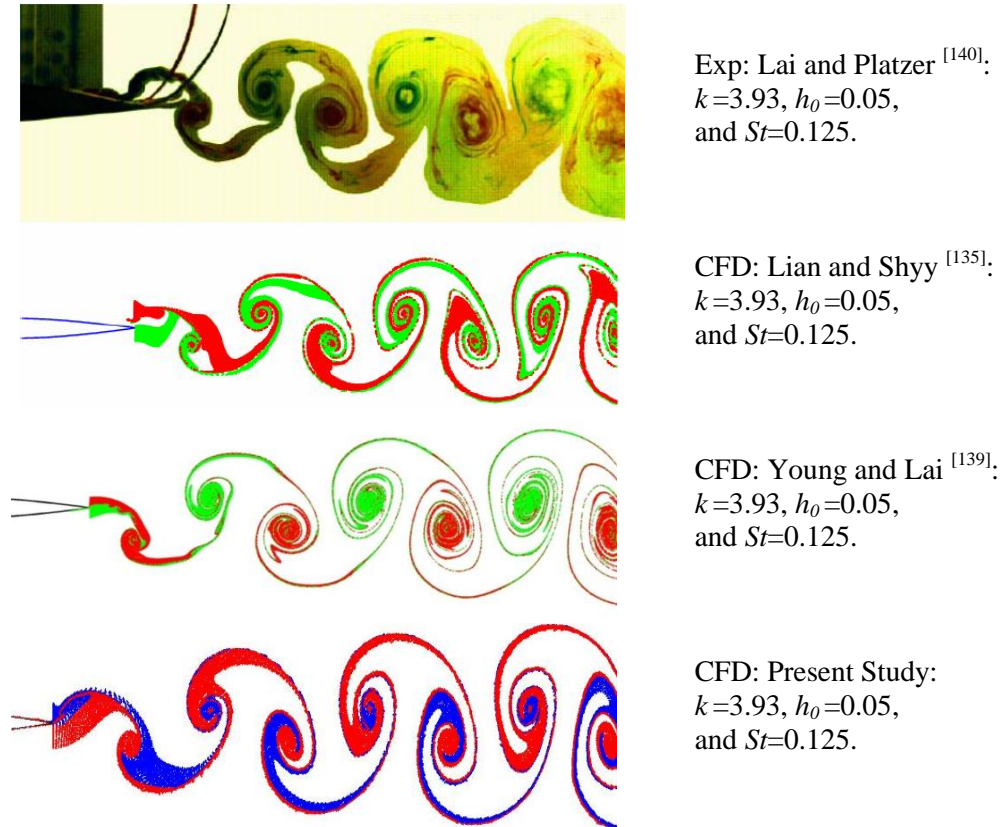 Exp: Lai and Platzer [140]:
k=3.93, h0=0.05,
and St=0.125.
CFD: Lian and Shyy [135]:
k=3.93, h0=0.05,
and St=0.125.
CFD: Young and Lai [139]:
k=3.93, h0=0.05,
and St=0.125.
CFD: Present Study:
k=3.93, h0=0.05,
and St=0.125.